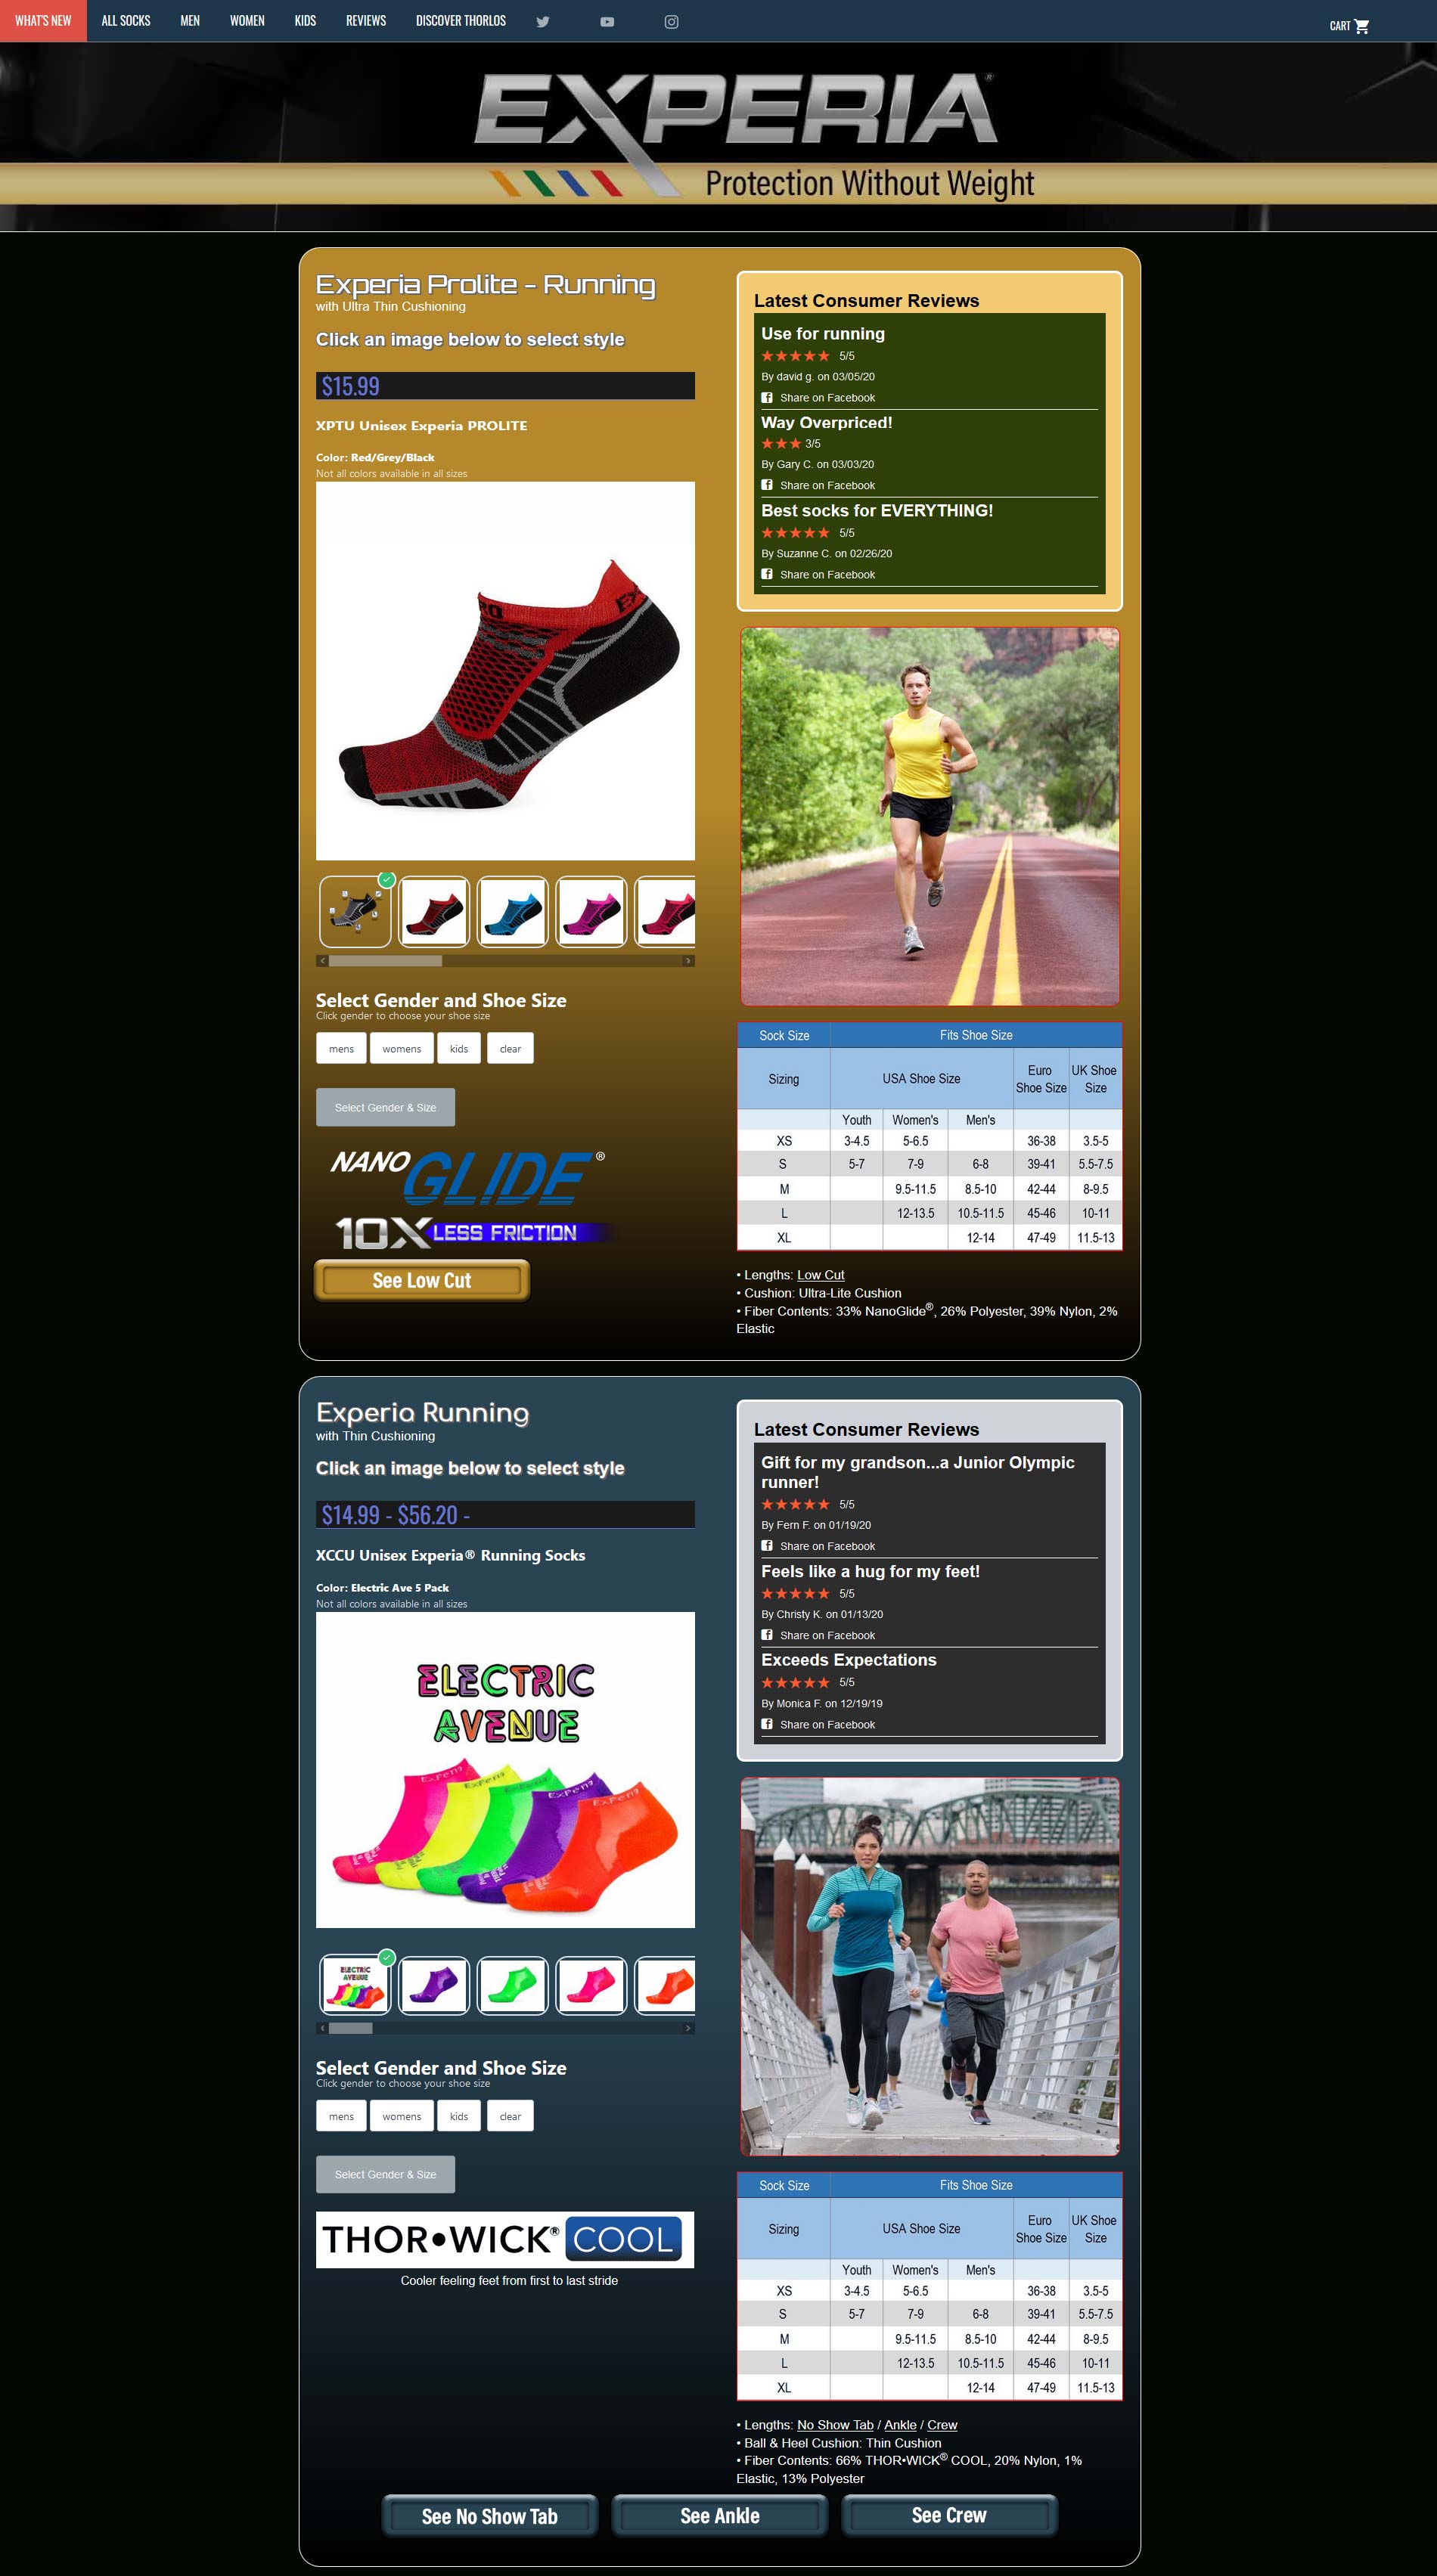 WHAT'S NEW ALL SOCKS MEN WOMEN KIDS REVIEWS DISCOVER THORLOS CART
EXPERIA®
Protection Without Weight
Experia Prolite - Running
with Ultra Thin Cushioning
Click an image below to select style
$15.99
XPTU Unisex Experia PROLITE
Color: Red/Grey/Black
Not all colors available in all sizes
Select Gender and Shoe Size
Click gender to choose your shoe size
mens womens kids clear
Select Gender & Size
NANO GLIDE®
10X LESS FRICTION
See Low Cut
Latest Consumer Reviews
Use for running
5/5
By david g. on 03/05/20
Share on Facebook
Way Overpriced!
3/5
By Gary C. on 03/03/20
Share on Facebook
Best socks for EVERYTHING!
5/5
By Suzanne C. on 02/26/20
Share on Facebook
Sock Size Fits Shoe Size
Sizing USA Shoe Size Euro Shoe Size UK Shoe Size
Youth Women's Men's
XS 3-4.5 5-6.5 36-38 3.5-5
S 5-7 7-9 6-8 39-41 5.5-7.5
M 9.5-11.5 8.5-10 42-44 8-9.5
L 12-13.5 10.5-11.5 45-46 10-11
XL 12-14 47-49 11.5-13
• Lengths: Low Cut
• Cushion: Ultra-Lite Cushion
• Fiber Contents: 33% NanoGlide®, 26% Polyester, 39% Nylon, 2%
Elastic
Experia Running
with Thin Cushioning
Click an image below to select style
$14.99 - $56.20 -
XCCU Unisex Experia® Running Socks
Color: Electric Ave 5 Pack
Not all colors available in all sizes
ELECTRIC
AVENUE
ELECTRIC
AVENUE
Select Gender and Shoe Size
Click gender to choose your shoe size
mens womens kids clear
Select Gender & Size
THOR•WICK® COOL
Cooler feeling feet from first to last stride
Latest Consumer Reviews
Gift for my grandson...a Junior Olympic
runner!
5/5
By Fern F. on 01/19/20
Share on Facebook
Feels like a hug for my feet!
5/5
By Christy K. on 01/13/20
Share on Facebook
Exceeds Expectations
5/5
By Monica F. on 12/19/19
Share on Facebook
Sock Size Fits Shoe Size
Sizing USA Shoe Size Euro Shoe Size UK Shoe Size
Youth Women's Men's
XS 3-4.5 5-6.5 36-38 3.5-5
S 5-7 7-9 6-8 39-41 5.5-7.5
M 9.5-11.5 8.5-10 42-44 8-9.5
L 12-13.5 10.5-11.5 45-46 10-11
XL 12-14 47-49 11.5-13
• Lengths: No Show Tab / Ankle / Crew
• Ball & Heel Cushion: Thin Cushion
• Fiber Contents: 66% THOR•WICK® COOL, 20% Nylon, 1%
Elastic, 13% Polyester
See No Show Tab See Ankle See Crew